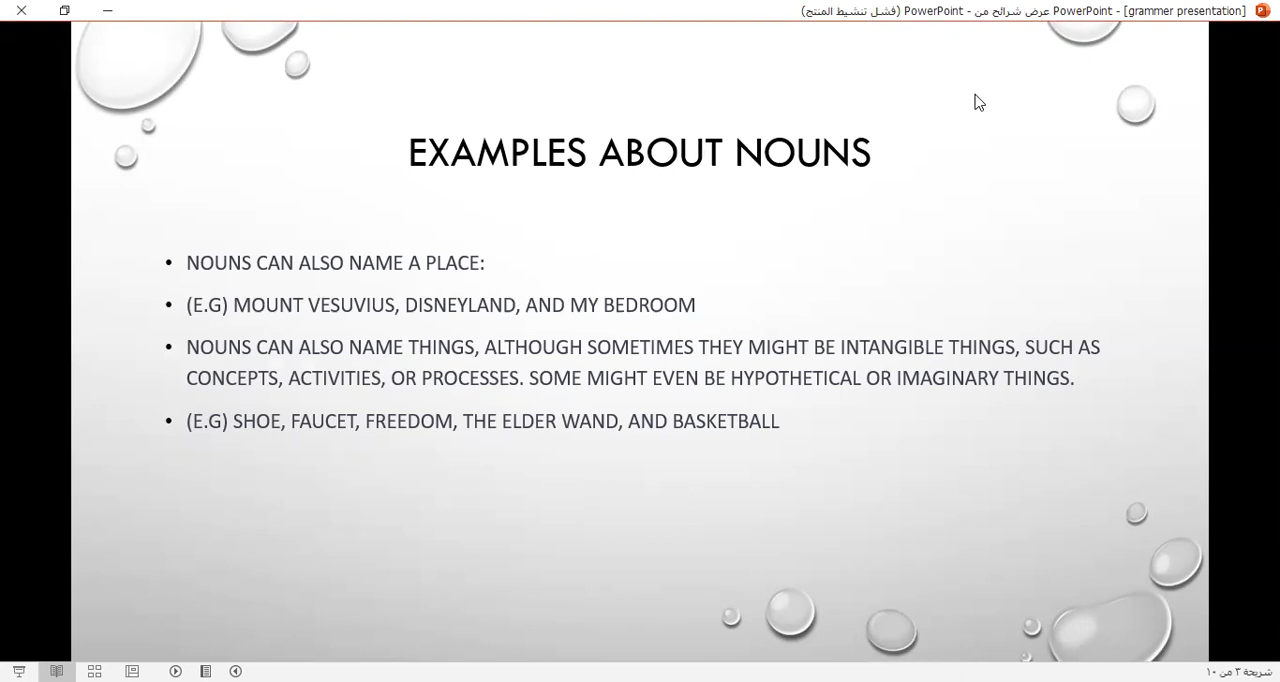 [grammer presentation] - PowerPoint عرض شرائح من - PowerPoint (فشل تنشيط المنتج)
EXAMPLES ABOUT NOUNS
• NOUNS CAN ALSO NAME A PLACE:
• (E.G) MOUNT VESUVIUS, DISNEYLAND, AND MY BEDROOM
• NOUNS CAN ALSO NAME THINGS, ALTHOUGH SOMETIMES THEY MIGHT BE INTANGIBLE THINGS, SUCH AS
CONCEPTS, ACTIVITIES, OR PROCESSES. SOME MIGHT EVEN BE HYPOTHETICAL OR IMAGINARY THINGS.
• (E.G) SHOE, FAUCET, FREEDOM, THE ELDER WAND, AND BASKETBALL
شريحة ٣ من ١٠